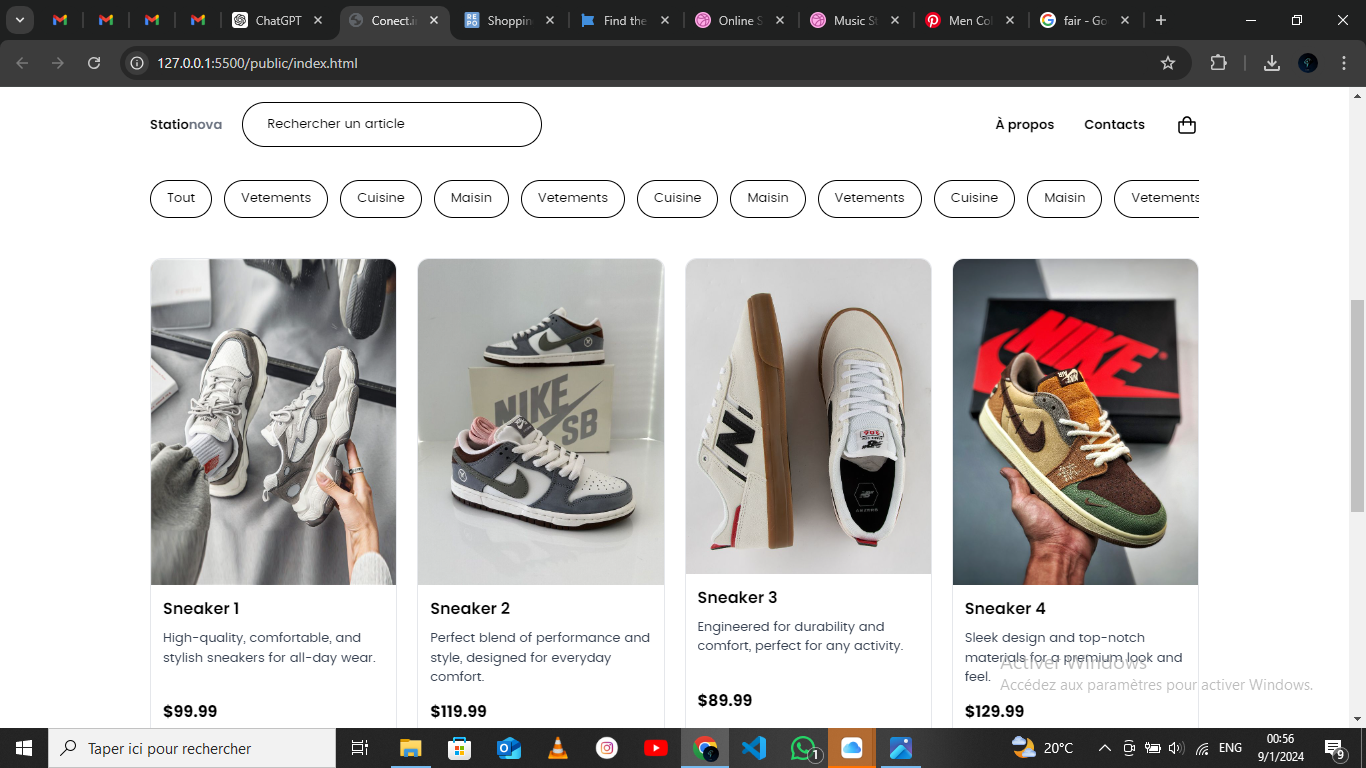 ChatGPT
Conect.in
Shoppin
Find the
Online S
Music St
Men Col
fair - Go
127.0.0.1:5500/public/index.html
Stationova
Rechercher un article
À propos
Contacts
Tout
Vetements
Cuisine
Maisin
Vetements
Cuisine
Maisin
Vetements
Cuisine
Maisin
Vetements
NIKE
SB
N
NIKE
Sneaker 1
High-quality, comfortable, and
stylish sneakers for all-day wear.
$99.99
Sneaker 2
Perfect blend of performance and
style, designed for everyday
comfort.
$119.99
Sneaker 3
Engineered for durability and
comfort, perfect for any activity.
$89.99
Sneaker 4
Sleek design and top-notch
materials for a premium look and
feel.
$129.99
Activer Windows
Accédez aux paramètres pour activer Windows.
Taper ici pour rechercher
1
20°C
ENG
00:56
9/1/2024
9